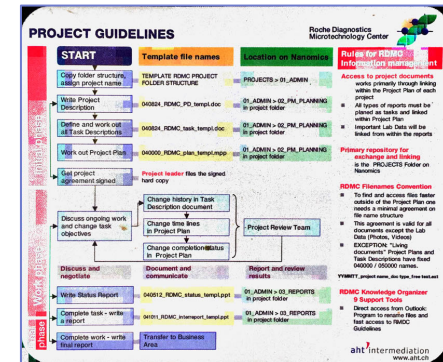 PROJECT GUIDELINES
Roche Diagnostics
Microtechnology Center
START
Template file names
Location on Nanomics
Rules for RDMC
Information management
Copy folder structure,
assign project name
TEMPLATE RDMC PROJECT
FOLDER STRUCTURE
PROJECTS > 01_ADMIN
Write Project
Description
040824_RDMC_PD_templ.doc
01_ADMIN > 02_PM_PLANNING
in project folder
Define and work out
all Task Descriptions
040824_RDMC_task_templ.doc
01_ADMIN > 02_PM_PLANNING
in project folder
Work out Project Plan
040000_RDMC_plan_templ.mpp
01_ADMIN > 02_PM_PLANNING
in project folder
Get project
agreement signed
Project leader files the signed
hard copy
Discuss ongoing work
and change task
objectives
Change history in Task
Description document
Change time lines
in Project Plan
Change completion status
in Project Plan
Project Review Team
Discuss and
negotiate
Document and
communicate
Report and review
results
Write Status Report
040512_RDMC_status_templ.ppt
01_ADMIN > 03_REPORTS
in project folder
Complete task - write
a report
041011_RDMC_interreport_templ.ppt
01_ADMIN > 03_REPORTS
in project folder
Complete work - write
final report
Transfer to Business
Area
Initial phase
Work phase
phase
Access to project documents
works primarily through linking
within the Project Plan of each
project
All types of reports must be
planed as tasks and linked
within Project Plan
Important Lab Data will be
linked from within the reports
Primary repository for
exchange and linking
is the PROJECTS Folder on
Nanomics
RDMC Filenames Convention
To find and access files faster
outside of the Project Plan one
needs a minimal agreement on
file name structure
This agreement is valid for all
documents except the Lab
Data (Photos, Videos)
EXCEPTION: "Living
documents" Project Plans and
Task Descriptions have fixed
040000 / 050000 names.
YYMMTT_project name_doc type_free text.ext
RDMC Knowledge Organizer
9 Support Tools
Direct access from Outlook:
Program to rename files and
fast access to RMDC
Guidelines
aht intermediation
www.aht.ch